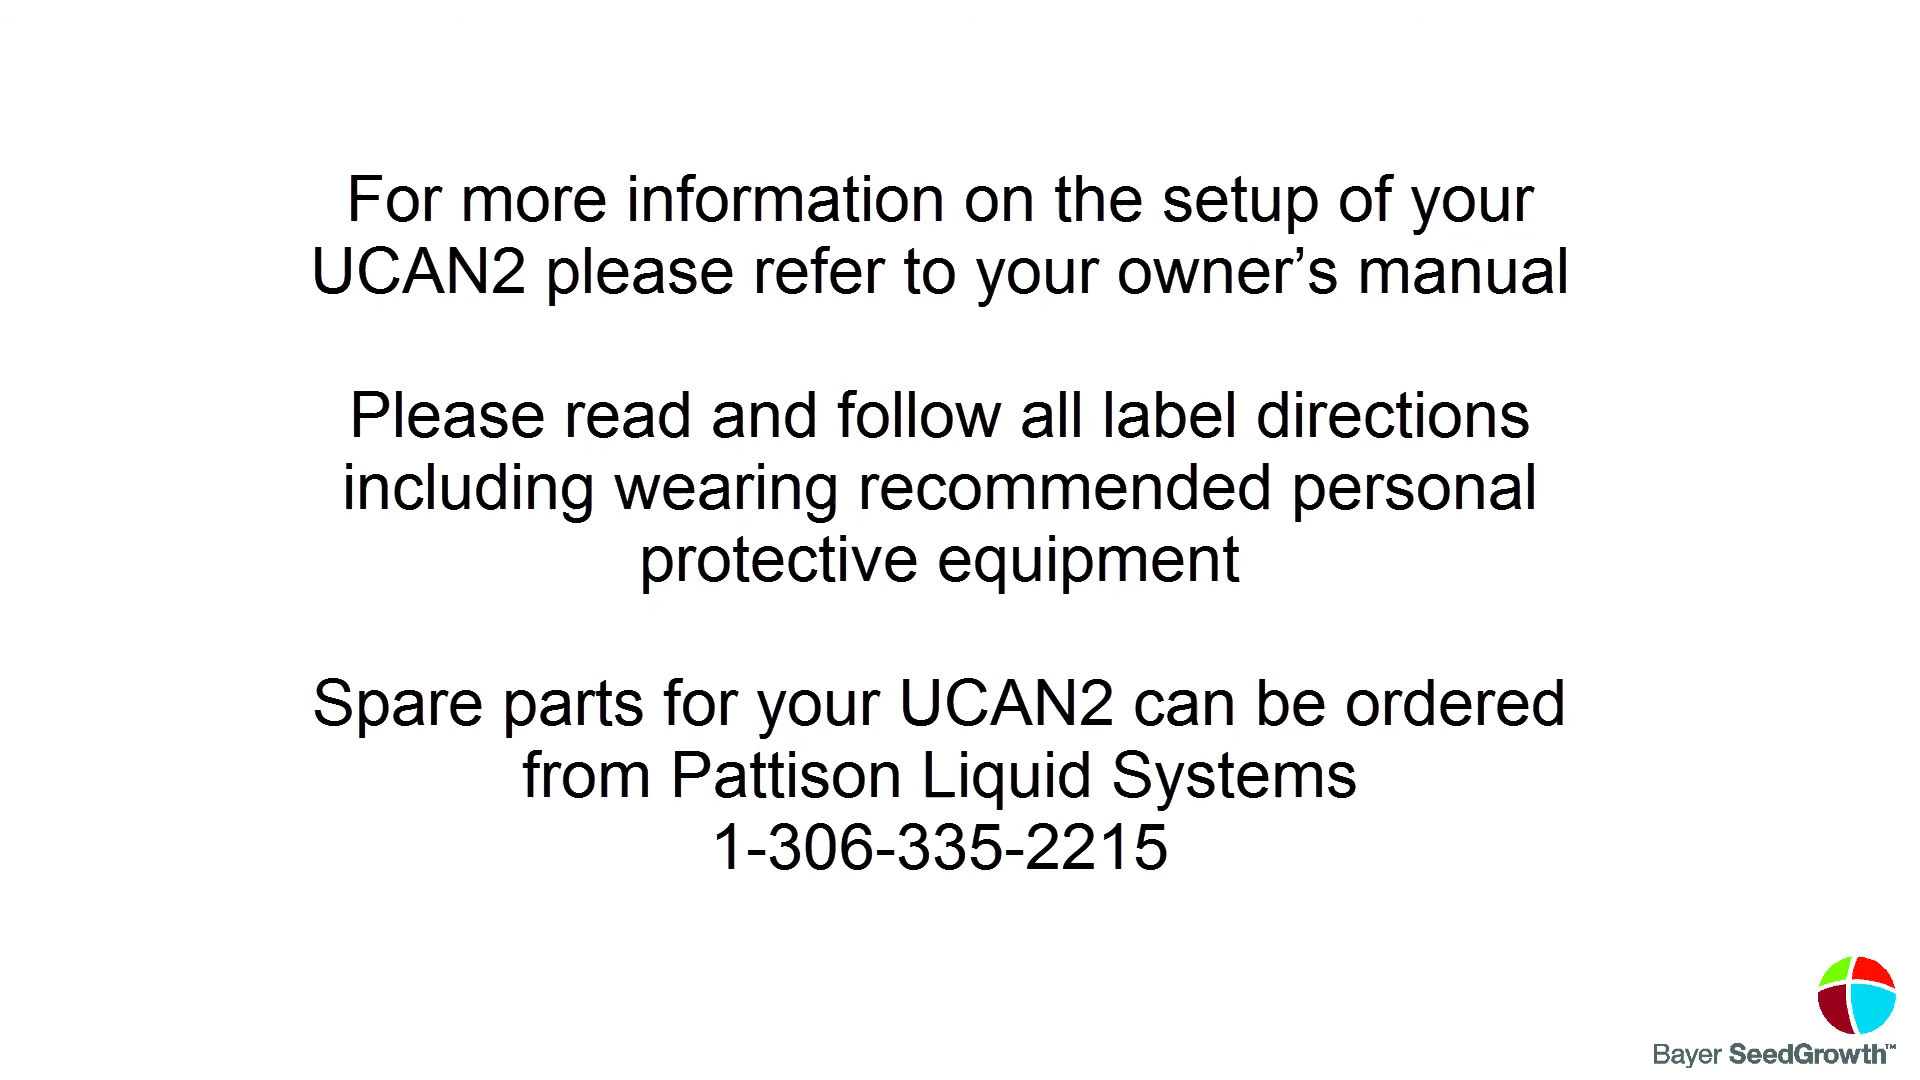 For more information on the setup of your
UCAN2 please refer to your owner’s manual
Please read and follow all label directions
including wearing recommended personal
protective equipment
Spare parts for your UCAN2 can be ordered
from Pattison Liquid Systems
1-306-335-2215
Bayer SeedGrowth™